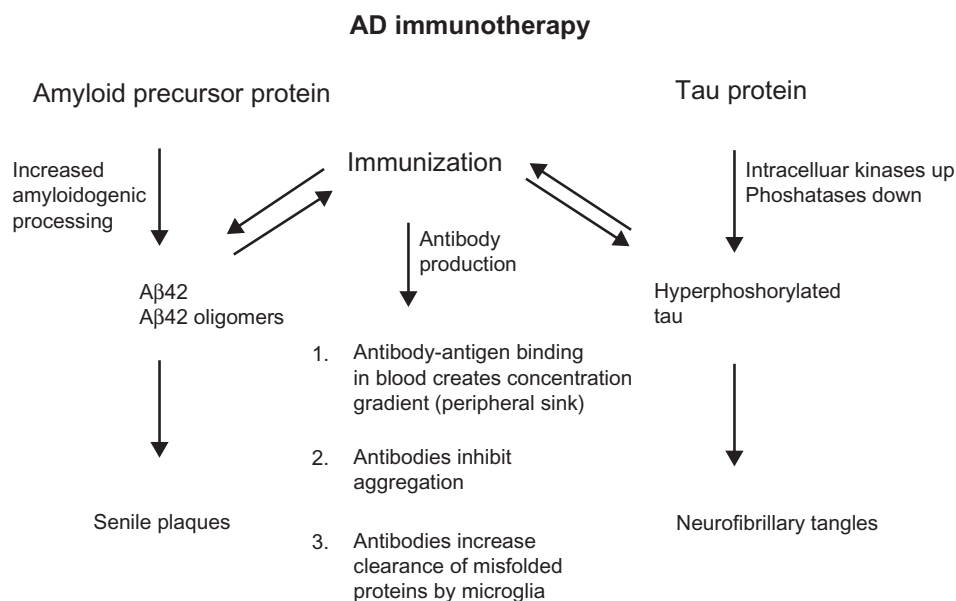 AD immunotherapy
Amyloid precursor protein
Tau protein
Immunization
Increased
amyloidogenic
processing
Intracelluar kinases up
Phoshatases down
Antibody
production
Aβ42
Aβ42 oligomers
Hyperphoshorylated
tau
1. Antibody-antigen binding
in blood creates concentration
gradient (peripheral sink)
2. Antibodies inhibit
aggregation
Senile plaques
Neurofibrillary tangles
3. Antibodies increase
clearance of misfolded
proteins by microglia